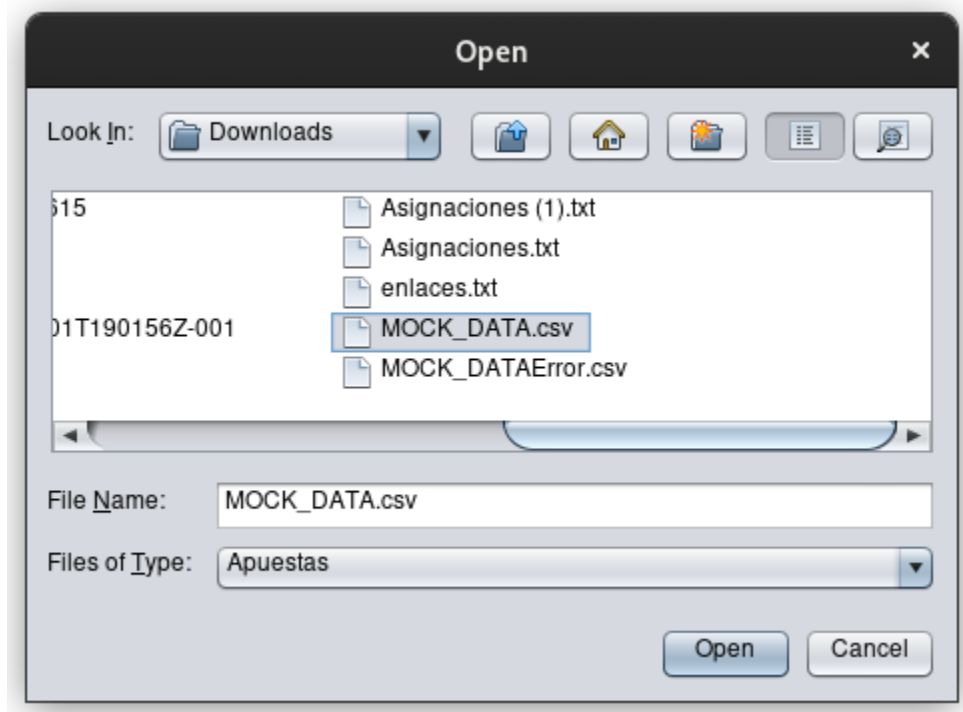 Open
Look In: Downloads
615
Asignaciones (1).txt
Asignaciones.txt
enlaces.txt
01T190156Z-001
MOCK_DATA.csv
MOCK_DATAError.csv
File Name: MOCK_DATA.csv
Files of Type: Apuestas
Open Cancel